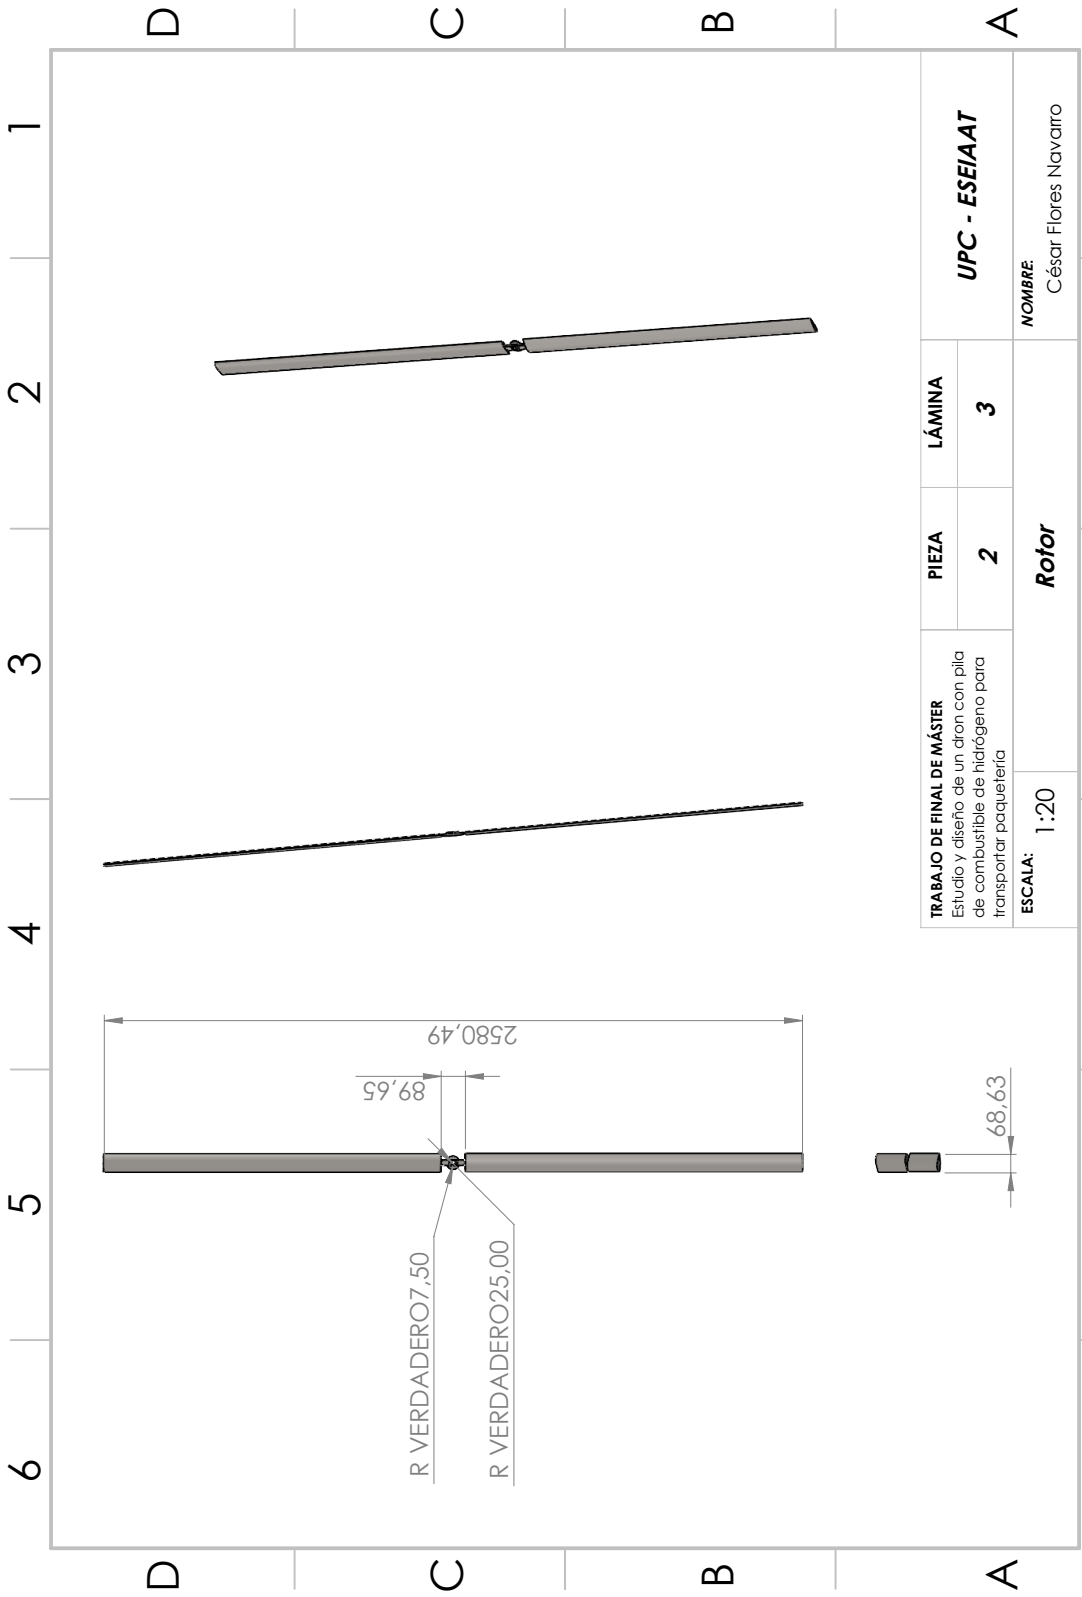 6
5
4
3
2
1
D
D
C
C
B
B
A
A
R VERDADERO7,50
R VERDADERO25,00
89,65
2580,49
68,63
TRABAJO DE FINAL DE MÁSTER
Estudio y diseño de un dron con pila
de combustible de hidrógeno para
transportar paquetería
PIEZA
2
LÁMINA
3
UPC - ESEIAAT
ESCALA: 1:20
Rotor
NOMBRE:
César Flores Navarro